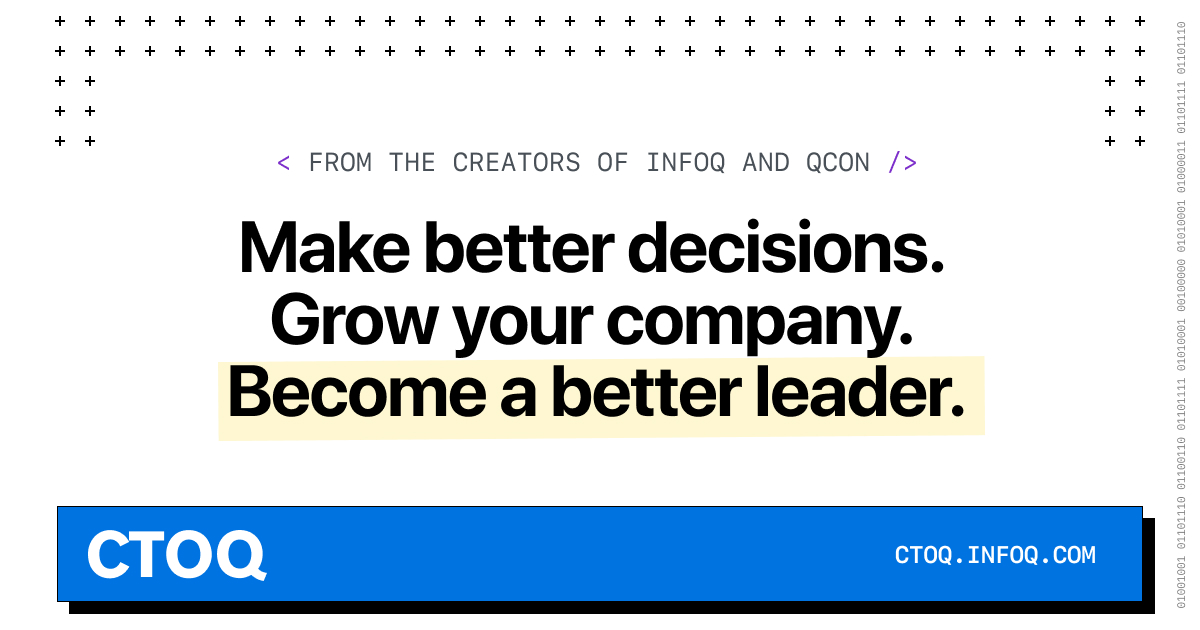 < FROM THE CREATORS OF INFOQ AND QCON />
Make better decisions.
Grow your company.
Become a better leader.
CTOQ
CTOQ.INFOQ.COM
01001001 01101110 01100110 01101111 01010001 00100000 01010001 01000011 01101111 01101110